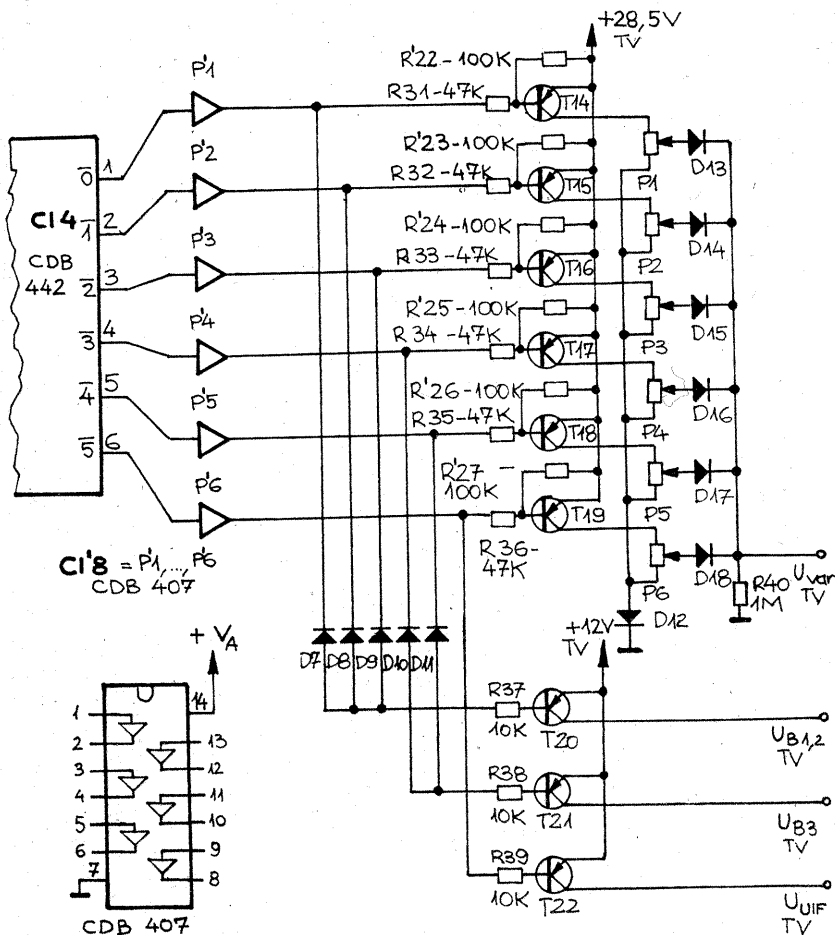 +28,5V
TV
R'22-100K
P'1
R31-47K
T14
R'23-100K
P'2
R32-47K
T15
P1
D13
0
1
R'24-100K
CI4
1
2
P'3
R33-47K
T16
P2
D14
CDB
442
2
3
R'25-100K
P'4
R34-47K
T17
P3
D15
3
4
R'26-100K
P'5
R35-47K
T18
P4
D16
4
5
R'27 -
100K
P'6
T19
P5
D17
5
6
R36-
47K
CI'8 = P'1,...,
P'6
CDB 407
P6
D18
R40
1M
Uvar
TV
D12
+12V
TV
+ VA
D7 D8 D9 D10 D11
R37
10K
T20
UB1,2
TV
R38
10K
T21
UB3
TV
R39
10K
T22
UUIF
TV
14
1
2
13
3
12
4
11
5
10
6
9
7
8
CDB 407